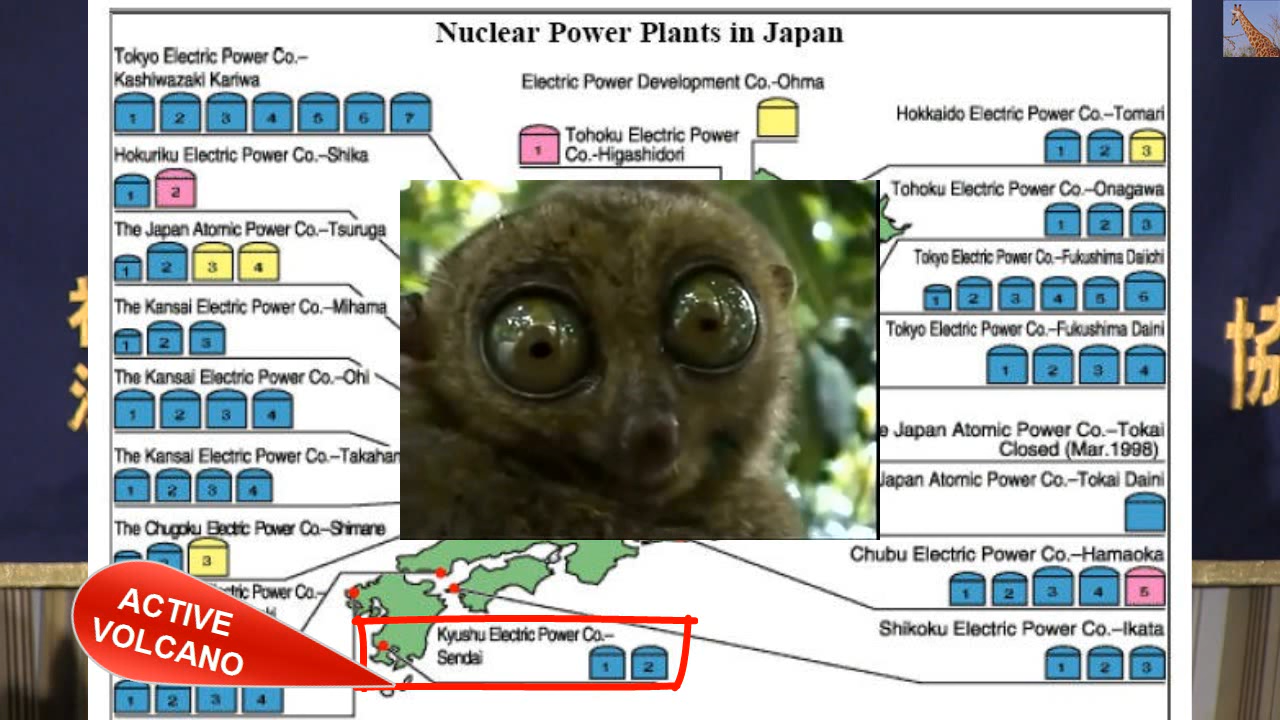 Nuclear Power Plants in Japan
Tokyo Electric Power Co.–
Kashiwazaki Kariwa
1 2 3 4 5 6 7
Electric Power Development Co.-Ohma
Tohoku Electric Power
Co.-Higashidori
1
Hokkaido Electric Power Co.–Tomari
1 2 3
Hokuriku Electric Power Co.–Shika
1 2
Tohoku Electric Power Co.–Onagawa
1 2 3
The Japan Atomic Power Co.–Tsuruga
1 2 3 4
Tokyo Electric Power Co.–Fukushima Daiichi
1 2 3 4 5 6
The Kansai Electric Power Co.–Mihama
1 2 3
Tokyo Electric Power Co.–Fukushima Daini
1 2 3 4
The Kansai Electric Power Co.–Ohi
1 2 3 4
e Japan Atomic Power Co.–Tokai
Closed (Mar.1998)
The Kansai Electric Power Co.–Takahan
1 2 3 4
Japan Atomic Power Co.–Tokai Daini
The Chugoku Electric Power Co–Shimane
3
Chubu Electric Power Co.–Hamaoka
1 2 3 4 5
ctric Power Co.–
ACTIVE
VOLCANO
1 2 3 4
Kyushu Electric Power Co.–
Sendai
1 2
Shikoku Electric Power Co.–Ikata
1 2 3
協